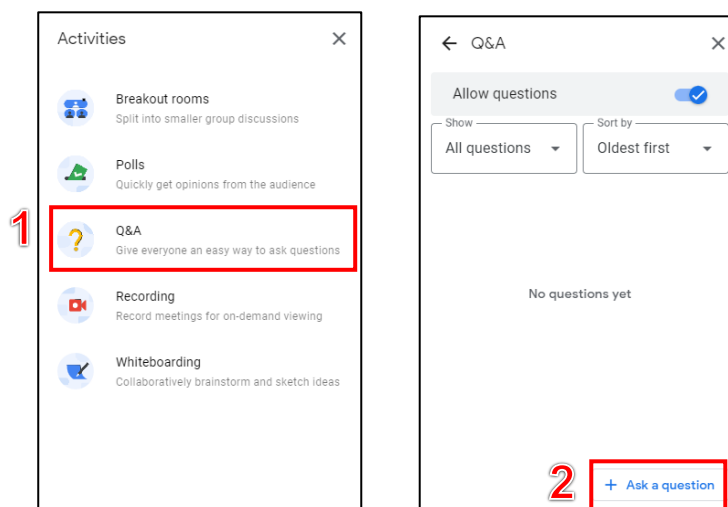 Activities
Breakout rooms
Split into smaller group discussions
Polls
Quickly get opinions from the audience
1
Q&A
Give everyone an easy way to ask questions
Recording
Record meetings for on-demand viewing
Whiteboarding
Collaboratively brainstorm and sketch ideas
Q&A
Allow questions
Show
All questions
Sort by
Oldest first
No questions yet
2
+ Ask a question